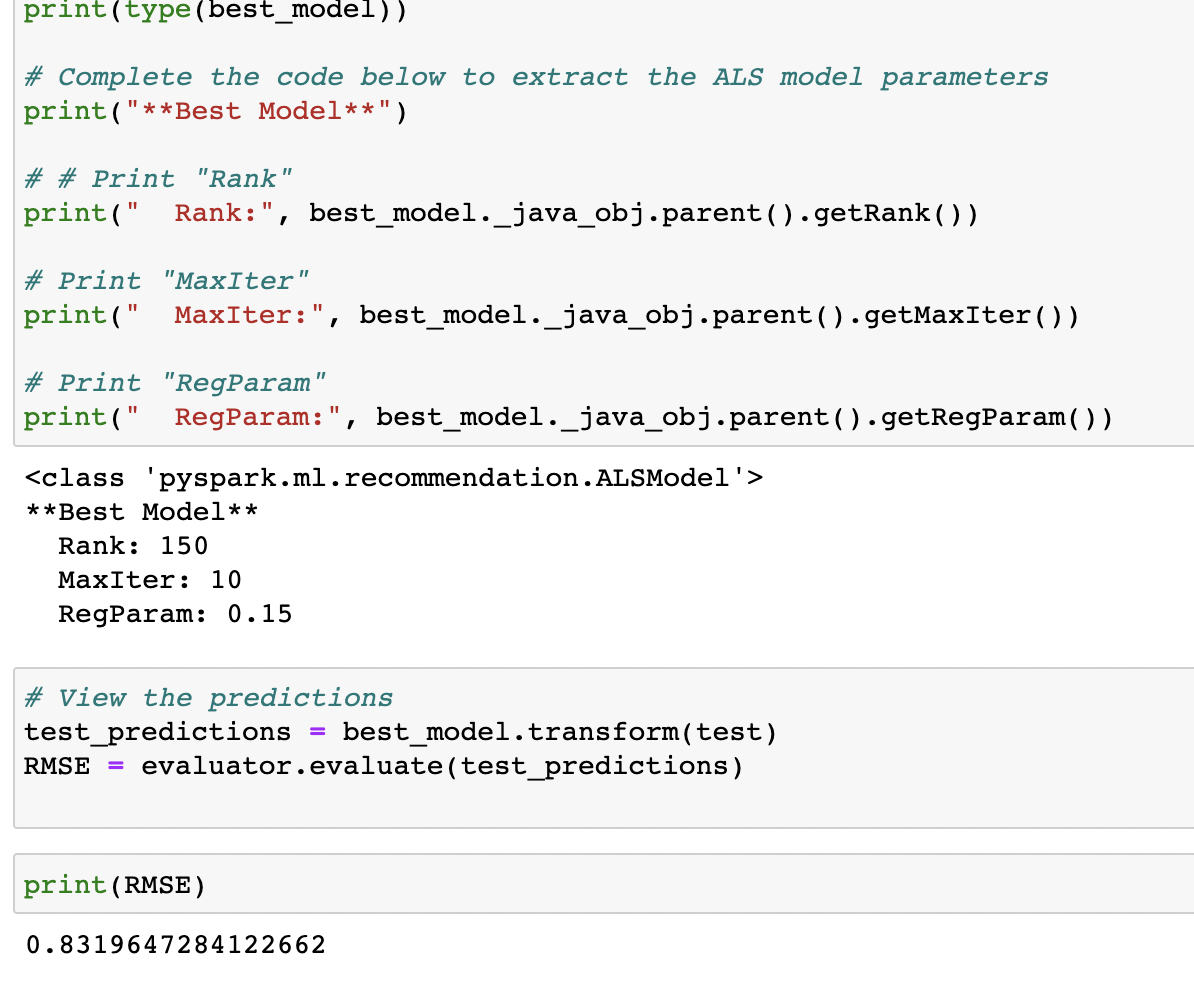 print(type(best_model))
# Complete the code below to extract the ALS model parameters
print("**Best Model**")
# # Print "Rank"
print("  Rank:", best_model._java_obj.parent().getRank())
# Print "MaxIter"
print("  MaxIter:", best_model._java_obj.parent().getMaxIter())
# Print "RegParam"
print("  RegParam:", best_model._java_obj.parent().getRegParam())
<class 'pyspark.ml.recommendation.ALSModel'>
**Best Model**
  Rank: 150
  MaxIter: 10
  RegParam: 0.15
# View the predictions
test_predictions = best_model.transform(test)
RMSE = evaluator.evaluate(test_predictions)
print(RMSE)
0.8319647284122662